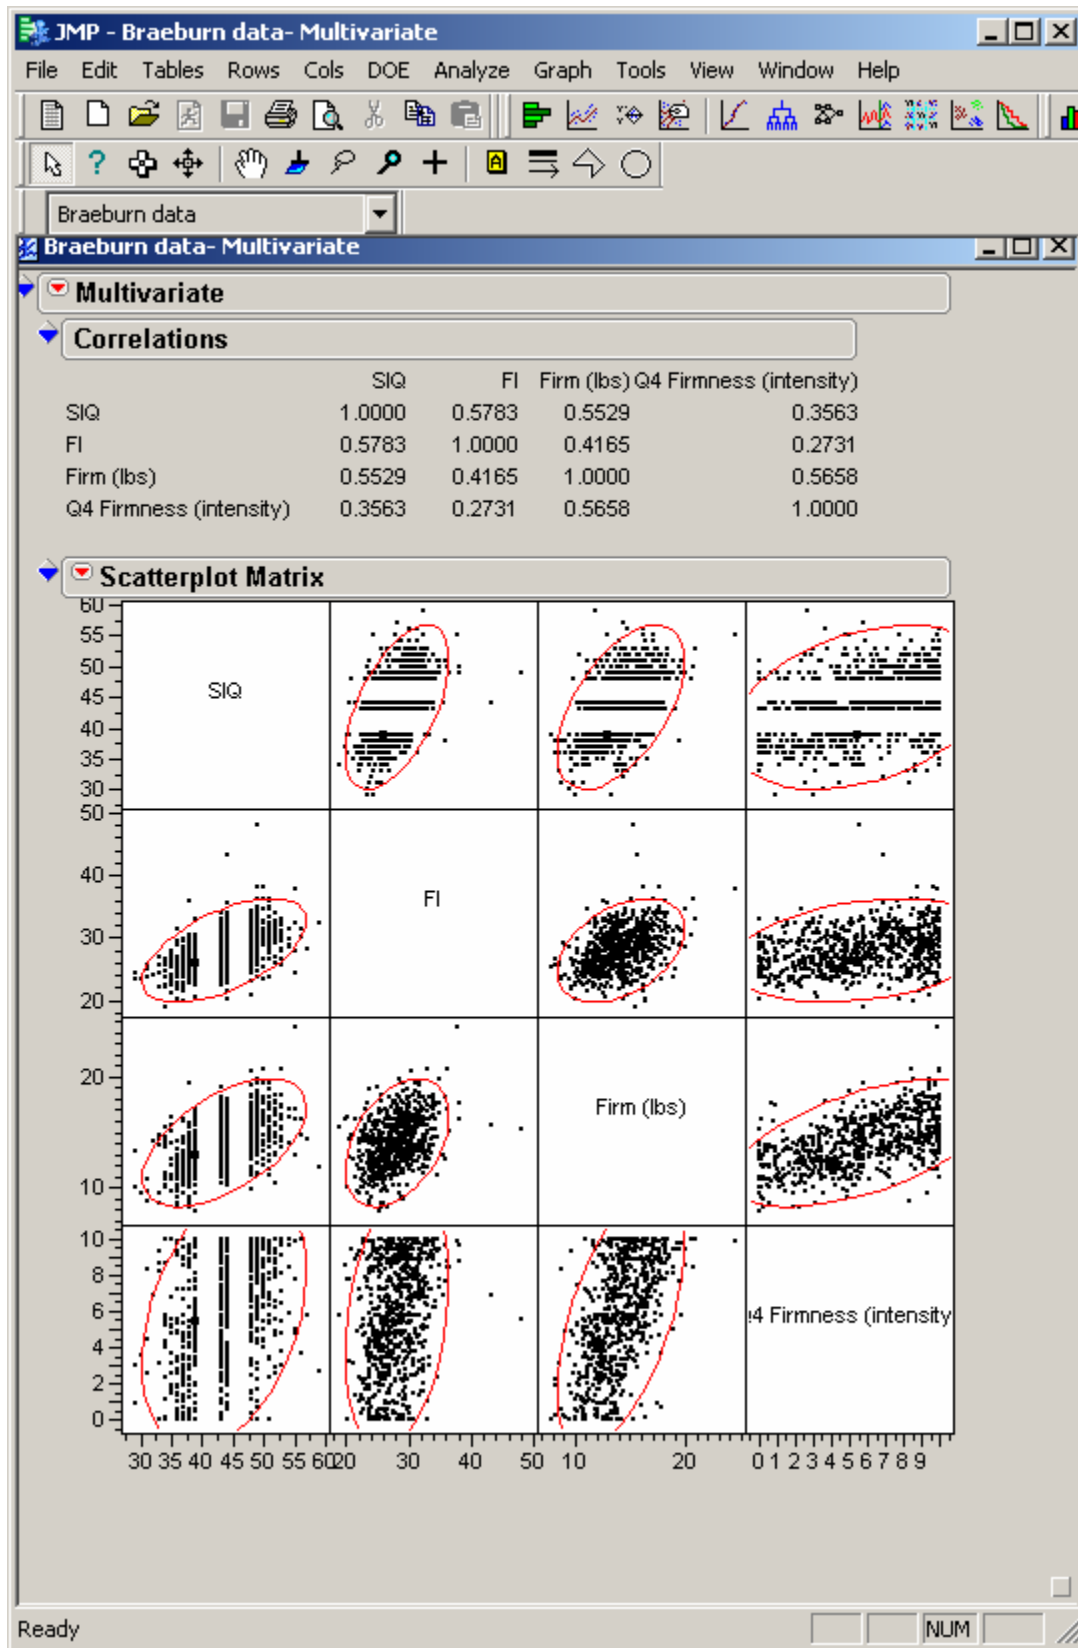 JMP - Braeburn data- Multivariate
File Edit Tables Rows Cols DOE Analyze Graph Tools View Window Help
Braeburn data
Braeburn data- Multivariate
Multivariate
Correlations
SIQ FI Firm (lbs) Q4 Firmness (intensity)
SIQ 1.0000 0.5783 0.5529 0.3563
FI 0.5783 1.0000 0.4165 0.2731
Firm (lbs) 0.5529 0.4165 1.0000 0.5658
Q4 Firmness (intensity) 0.3563 0.2731 0.5658 1.0000
Scatterplot Matrix
60
55
50
45
40
35
30
SIQ
50
40
30
20
FI
20
10
Firm (lbs)
10
8
6
4
2
0
4 Firmness (intensity
30 35 40 45 50 55 60 20 30 40 50 10 20 0 1 2 3 4 5 6 7 8 9
Ready NUM